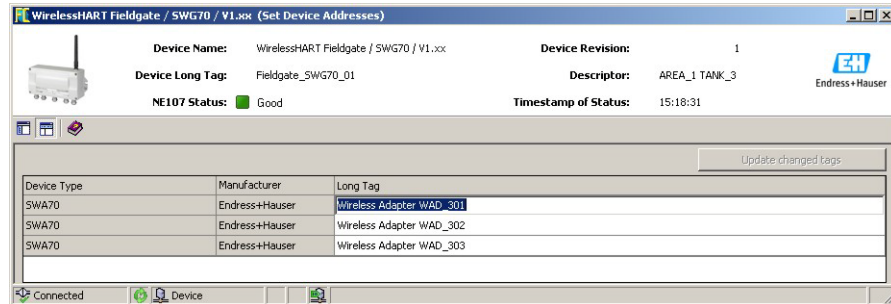 WirelessHART Fieldgate / SWG70 / V1.xx (Set Device Addresses)
Device Name: WirelessHART Fieldgate / SWG70 / V1.xx Device Revision: 1
Device Long Tag: Fieldgate_SWG70_01 Descriptor: AREA_1 TANK_3
NE107 Status: Good Timestamp of Status: 15:18:31
EH
Endress+Hauser
Update changed tags
Device Type Manufacturer Long Tag
SWA70 Endress+Hauser Wireless Adapter WAD_301
SWA70 Endress+Hauser Wireless Adapter WAD_302
SWA70 Endress+Hauser Wireless Adapter WAD_303
Connected Device